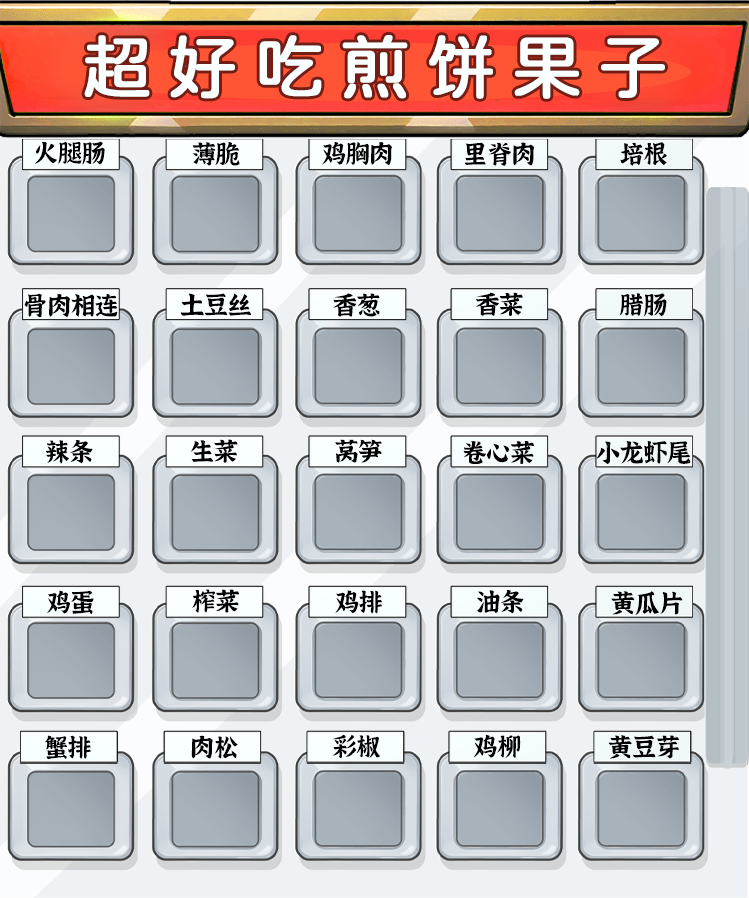 超好吃煎饼果子
火腿肠 薄脆 鸡胸肉 里脊肉 培根
骨肉相连 土豆丝 香葱 香菜 腊肠
辣条 生菜 莴笋 卷心菜 小龙虾尾
鸡蛋 榨菜 鸡排 油条 黄瓜片
蟹排 肉松 彩椒 鸡柳 黄豆芽